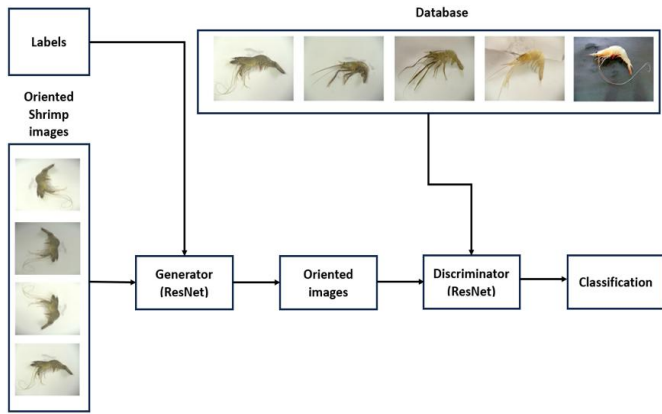 Database
Labels
Oriented
Shrimp
images
Generator
(ResNet)
Oriented
images
Discriminator
(ResNet)
Classification